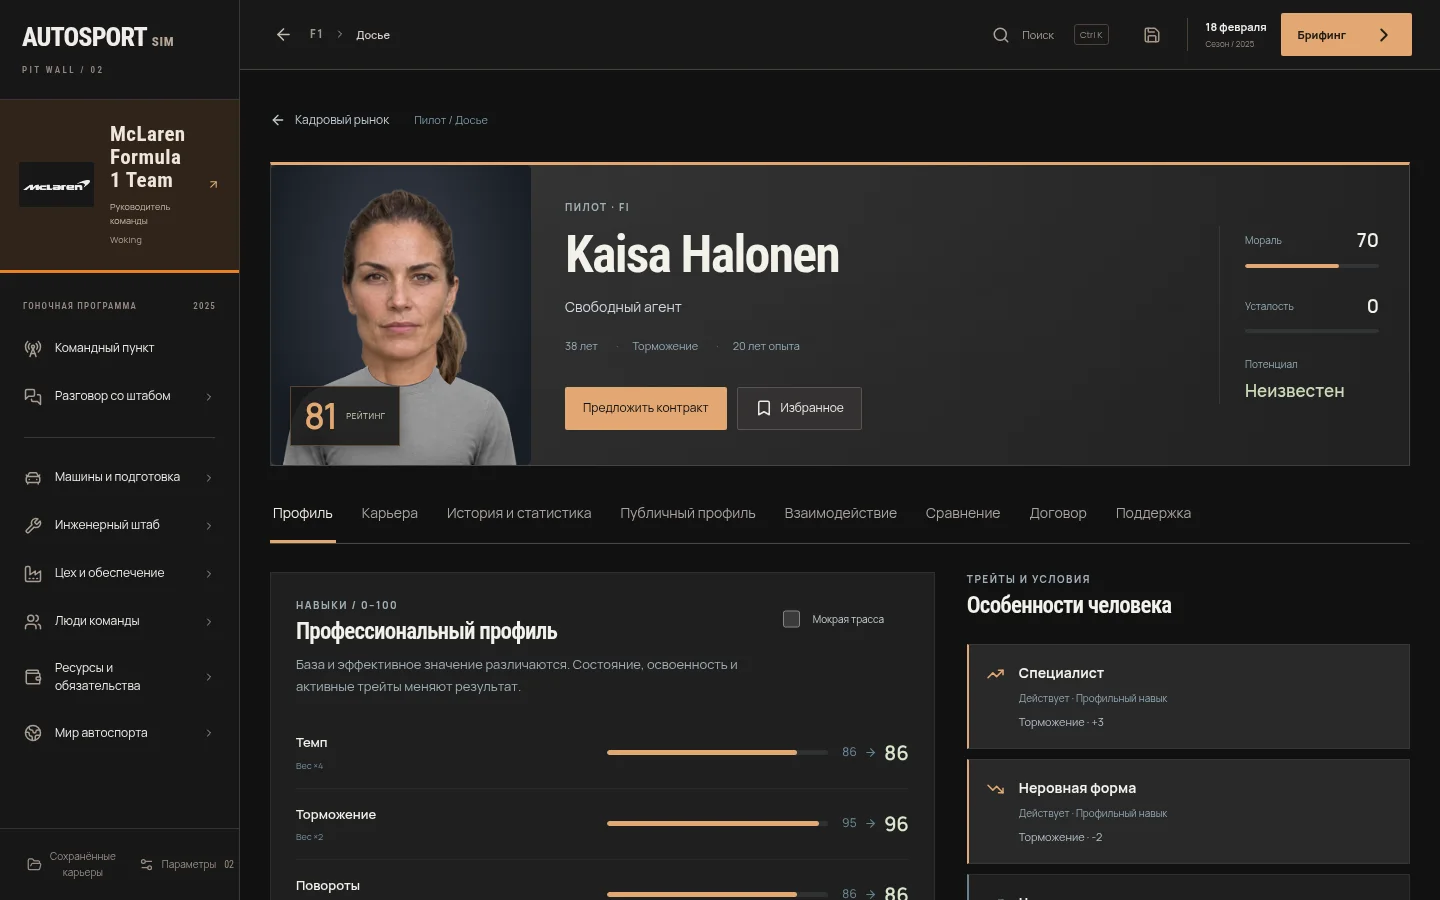 AUTOSPORT SIM
PIT WALL / 02
McLaren
McLaren
Formula
1 Team
Руководитель
команды
Woking
ГОНОЧНАЯ ПРОГРАММА 2025
Командный пункт
Разговор со штабом
Машины и подготовка
Инженерный штаб
Цех и обеспечение
Люди команды
Ресурсы и
обязательства
Мир автоспорта
Сохранённые
карьеры
Параметры 02
F1 Досье
Поиск Ctrl K
18 февраля
Сезон / 2025
Брифинг
Кадровый рынок Пилот / Досье
81 РЕЙТИНГ
ПИЛОТ · FI
Kaisa Halonen
Свободный агент
38 лет · Торможение · 20 лет опыта
Предложить контракт Избранное
Мораль 70
Усталость 0
Потенциал
Неизвестен
Профиль Карьера История и статистика Публичный профиль Взаимодействие Сравнение Договор Поддержка
НАВЫКИ / 0–100
Профессиональный профиль
Мокрая трасса
База и эффективное значение различаются. Состояние, освоенность и
активные трейты меняют результат.
Темп 86 → 86
Вес ×4
Торможение 95 → 96
Вес ×2
Повороты 86 → 86
ТРЕЙТЫ И УСЛОВИЯ
Особенности человека
Специалист
Действует · Профильный навык
Торможение · +3
Неровная форма
Действует · Профильный навык
Торможение · -2